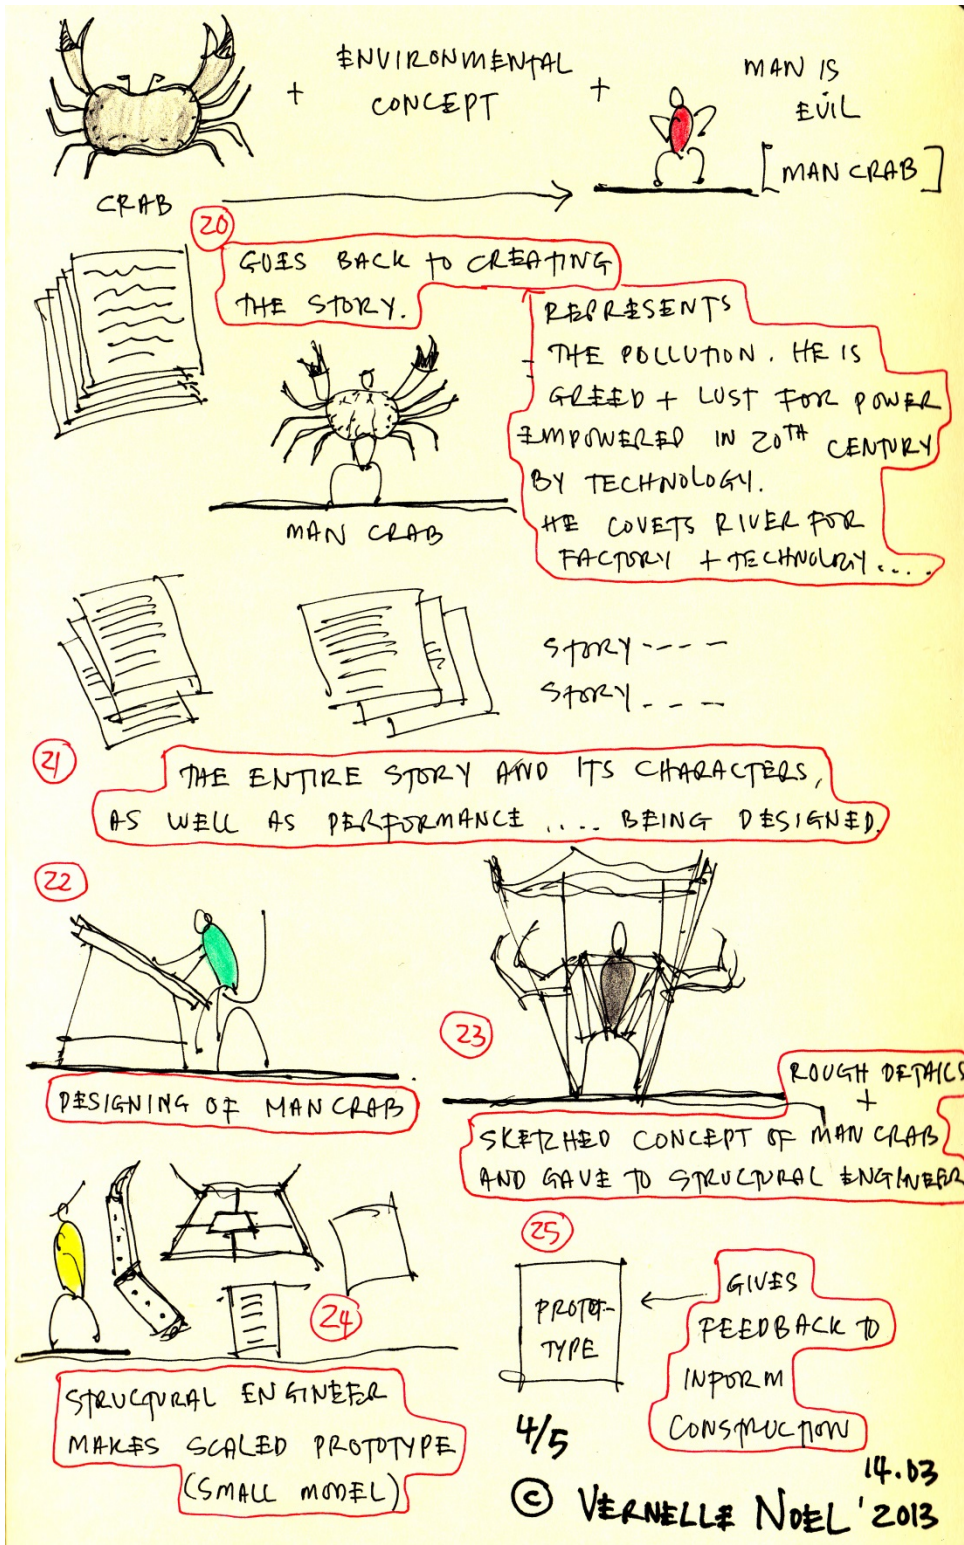 ENVIRONMENTAL
CONCEPT
+
+
MAN IS
EVIL
[MAN CRAB]
CRAB
20
GOES BACK TO CREATING
THE STORY.
REPRESENTS
THE POLLUTION. HE IS
GREED + LUST FOR POWER
EMPOWERED IN 20TH CENTURY
BY TECHNOLOGY.
HE COVETS RIVER FOR
FACTORY + TECHNOLOGY....
MAN CRAB
STORY ----
STORY ---
21
THE ENTIRE STORY AND ITS CHARACTERS,
AS WELL AS PERFORMANCE .... BEING DESIGNED.
22
DESIGNING OF MAN CRAB
23
ROUGH DETAILS
+
SKETCHED CONCEPT OF MAN CRAB
AND GAVE TO STRUCTURAL ENGINEER
24
STRUCTURAL ENGINEER
MAKES SCALED PROTOTYPE
(SMALL MODEL)
25
PROTOT-
TYPE
GIVES
FEEDBACK TO
INFORM
CONSTRUCTION
4/5
14.03
© VERNELLE NOEL '2013